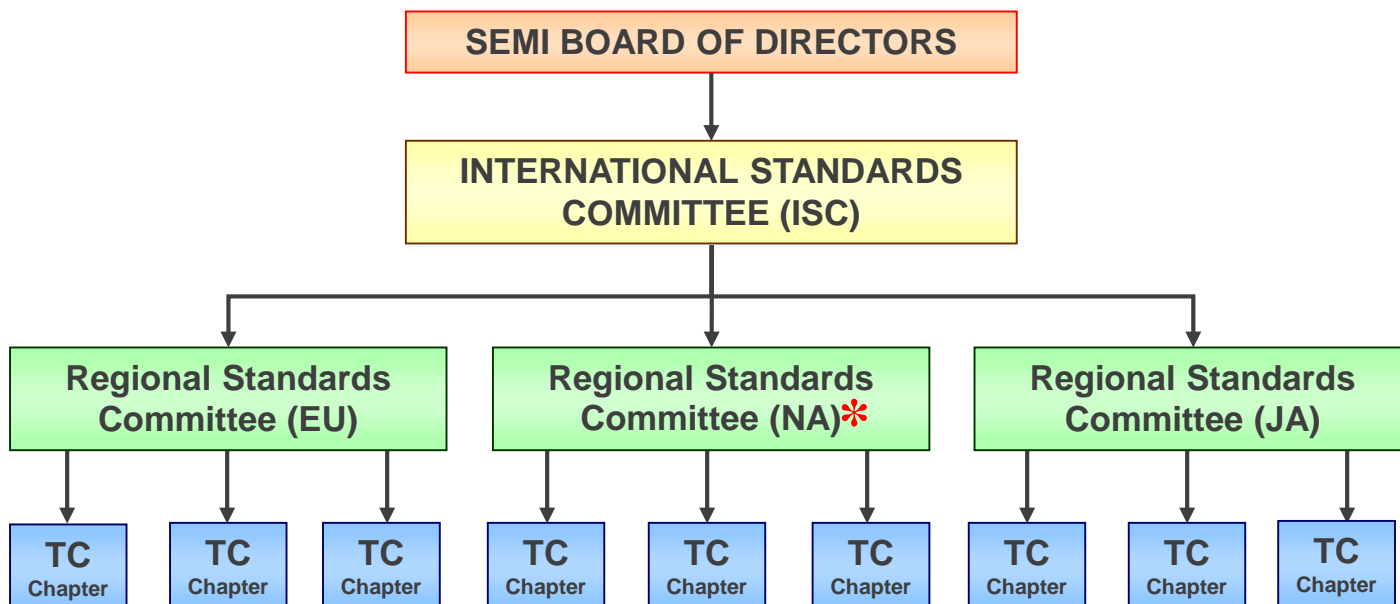 SEMI BOARD OF DIRECTORS
INTERNATIONAL STANDARDS
COMMITTEE (ISC)
Regional Standards
Committee (EU)
Regional Standards
Committee (NA)*
Regional Standards
Committee (JA)
TC
Chapter
TC
Chapter
TC
Chapter
TC
Chapter
TC
Chapter
TC
Chapter
TC
Chapter
TC
Chapter
TC
Chapter